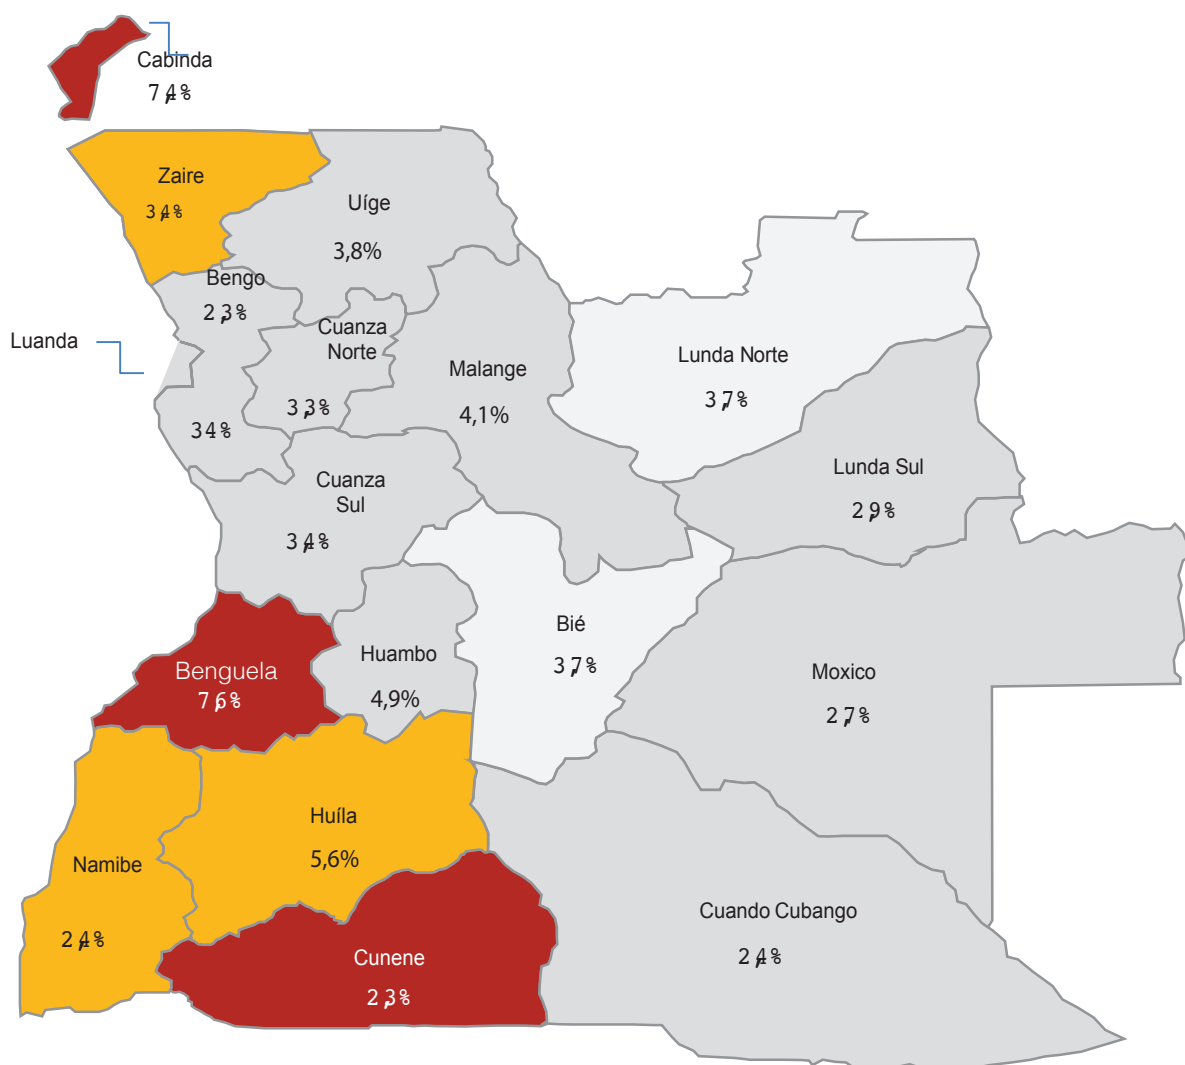 Cabinda
7,4%
Zaire
3,4%
Uíge
3,8%
Bengo
2,3%
Luanda
Cuanza
Norte
3,3%
34%
Malange
4,1%
Lunda Norte
3,7%
Lunda Sul
2,9%
Cuanza
Sul
3,4%
Benguela
7,6%
Huambo
4,9%
Bié
3,7%
Moxico
2,7%
Huíla
5,6%
Namibe
2,4%
Cunene
2,3%
Cuando Cubango
2,4%